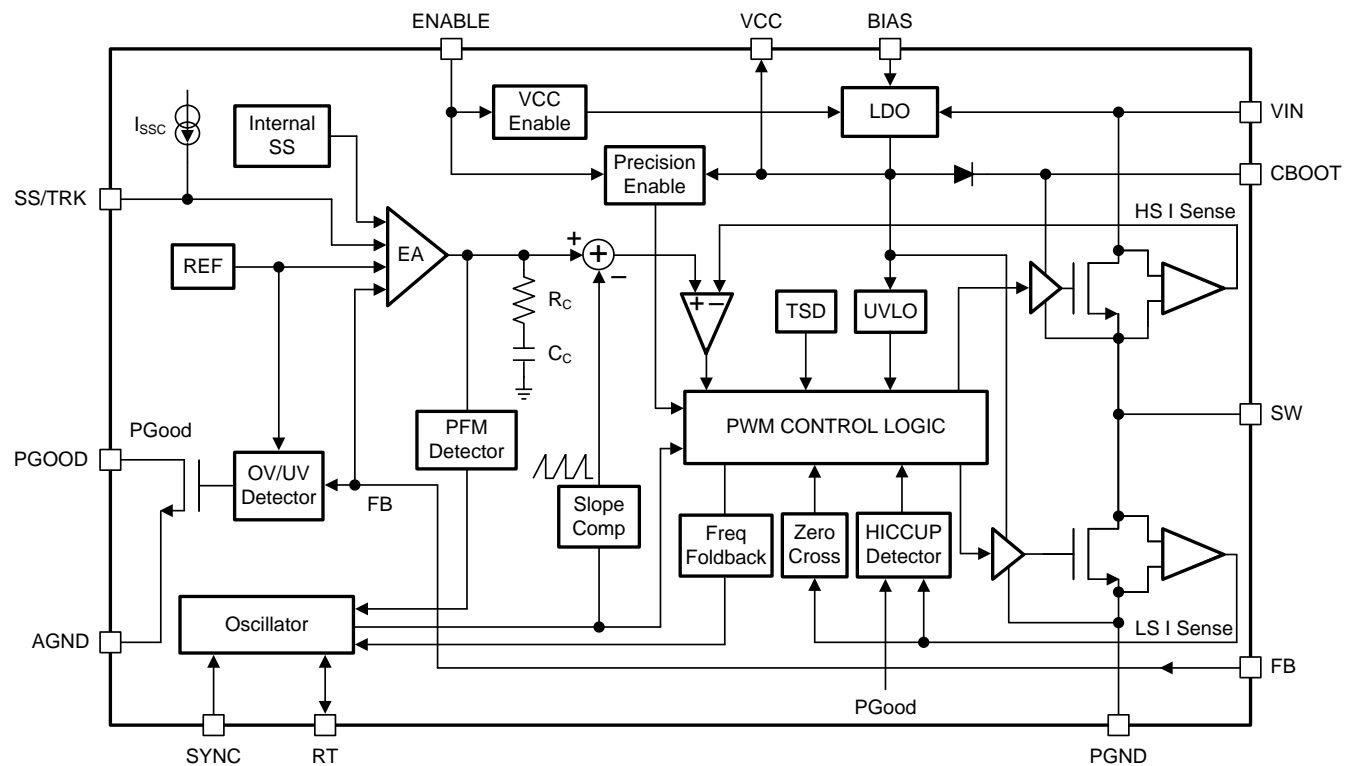 ENABLE
VCC
BIAS
ISSC
Internal
SS
VCC
Enable
LDO
VIN
Precision
Enable
CBOOT
SS/TRK
HS I Sense
EA
REF
+
+
−
+ −
RC
CC
TSD
UVLO
PWM CONTROL LOGIC
SW
PGood
PGOOD
OV/UV
Detector
FB
PFM
Detector
Slope
Comp
Freq
Foldback
Zero
Cross
HICCUP
Detector
Oscillator
LS I Sense
AGND
FB
PGood
SYNC
RT
PGND